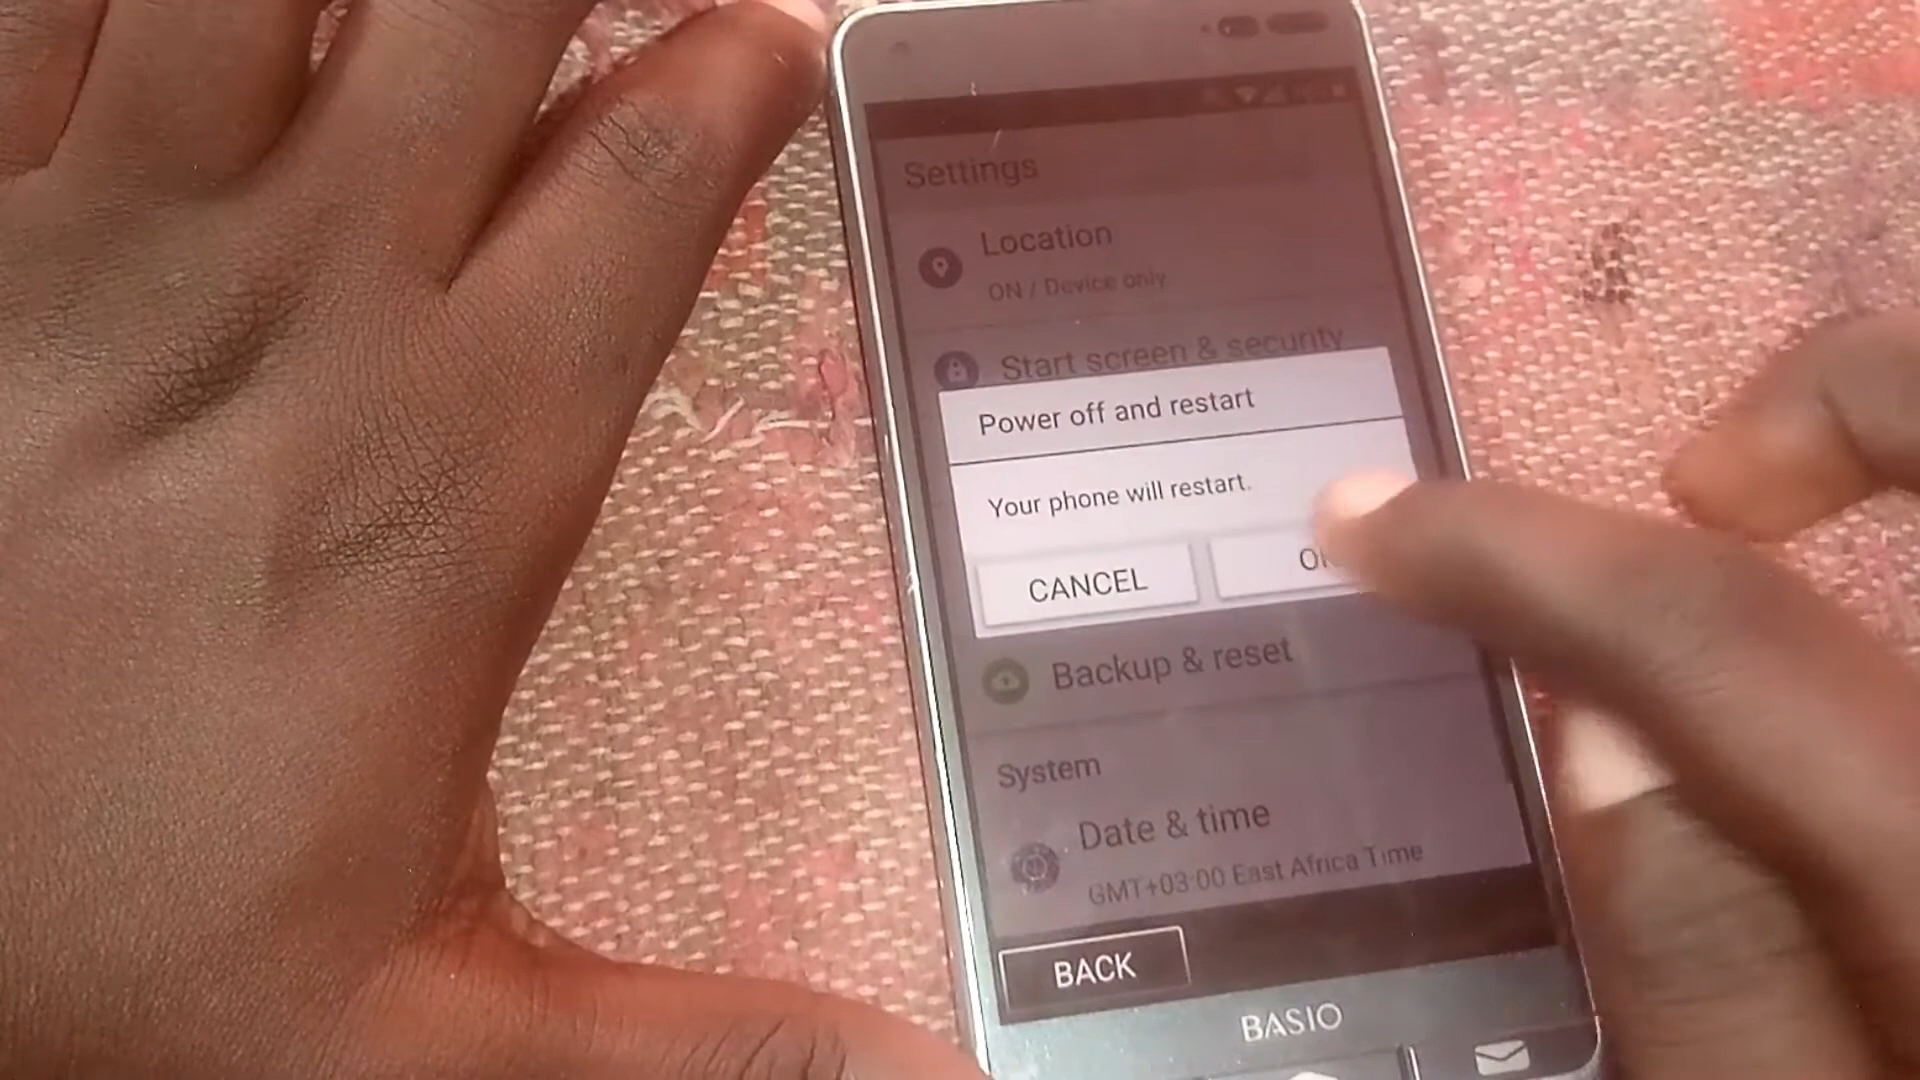 Settings
Location
ON / Device only
Start screen & security
Power off and restart
Your phone will restart.
CANCEL
Backup & reset
System
Date & time
GMT+03:00 East Africa Time
BACK
BASIO